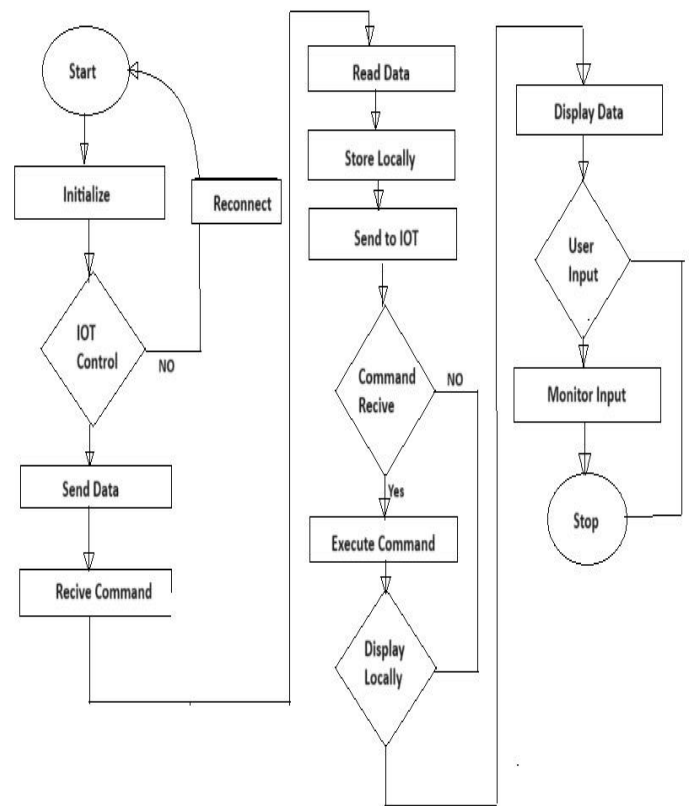 Start
Initialize
Reconnect
IOT
Control
NO
Send Data
Recive Command
Read Data
Store Locally
Send to IOT
Command
Recive
NO
Yes
Execute Command
Display
Locally
Display Data
User
Input
Monitor Input
Stop